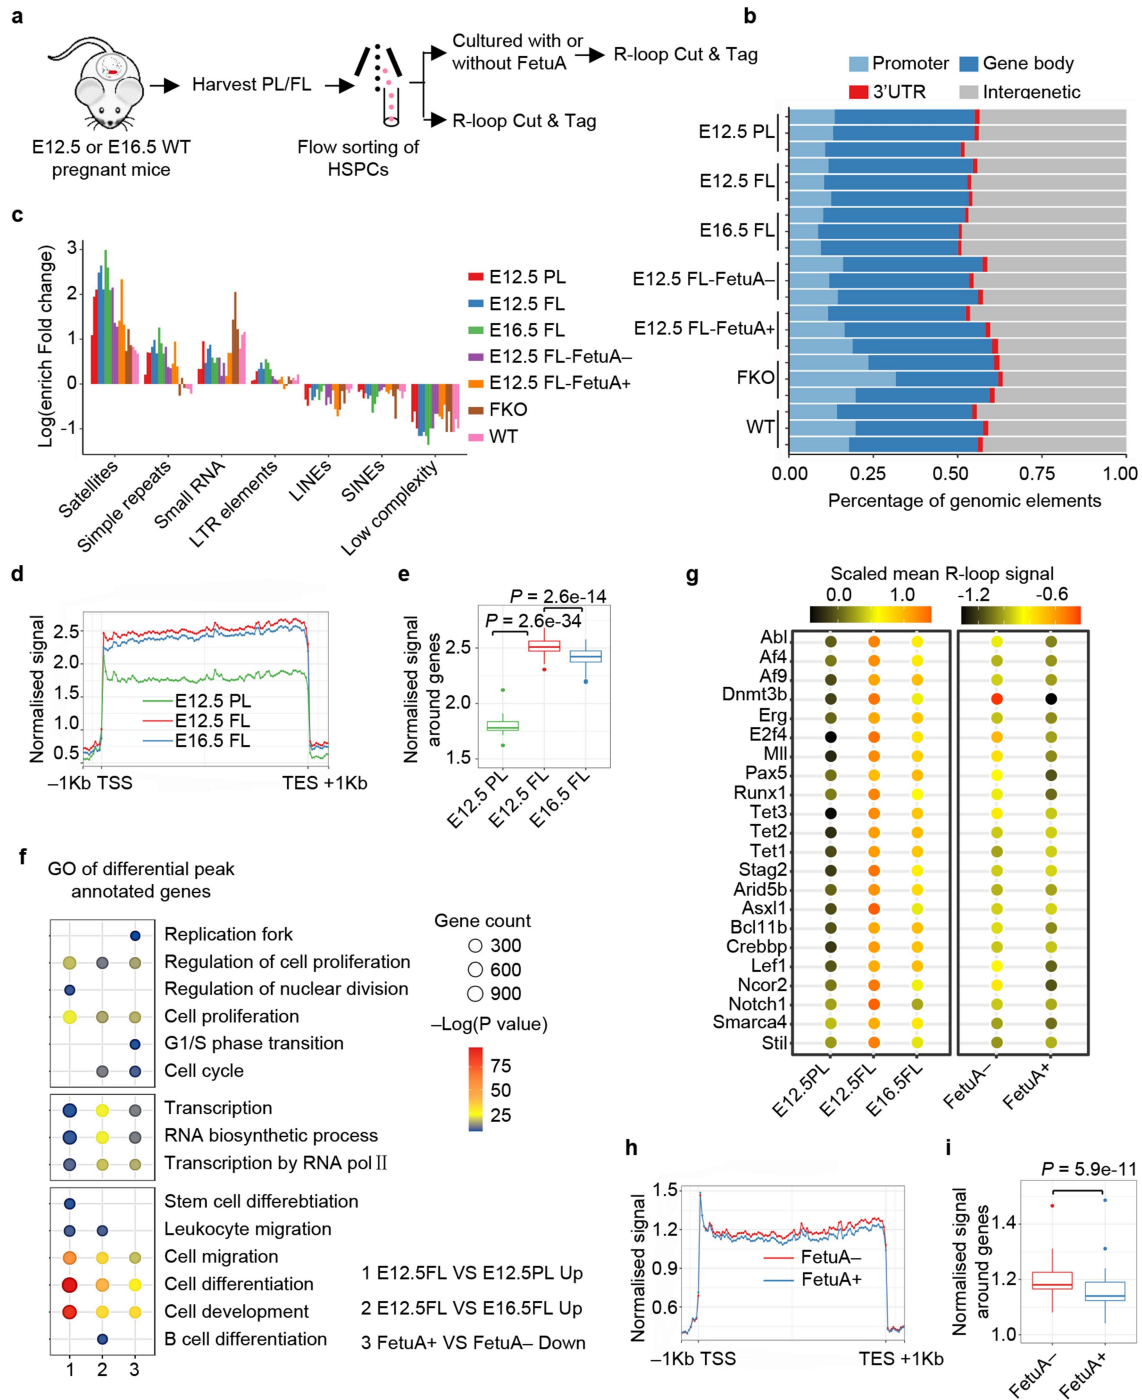 a
E12.5 or E16.5 WT
pregnant mice
Harvest PL/FL
Flow sorting of
HSPCs
Cultured with or
without FetuA
R-loop Cut & Tag
R-loop Cut & Tag
b
Promoter
Gene body
3'UTR
Intergenetic
E12.5 PL
E12.5 FL
E16.5 FL
E12.5 FL-FetuA–
E12.5 FL-FetuA+
FKO
WT
0.00
0.25
0.50
0.75
1.00
Percentage of genomic elements
c
Log(enrich Fold change)
3
2
1
0
–1
Satellites
Simple repeats
Small RNA
LTR elements
LINEs
SINEs
Low complexity
E12.5 PL
E12.5 FL
E16.5 FL
E12.5 FL-FetuA–
E12.5 FL-FetuA+
FKO
WT
d
Normalised signal
2.5
2.0
1.5
1.0
0.5
E12.5 PL
E12.5 FL
E16.5 FL
–1Kb TSS
TES +1Kb
e
Normalised signal
around genes
P = 2.6e-14
P = 2.6e-34
2.5
2.0
1.5
E12.5 PL
E12.5 FL
E16.5 FL
f
GO of differential peak
annotated genes
Replication fork
Regulation of cell proliferation
Regulation of nuclear division
Cell proliferation
G1/S phase transition
Cell cycle
Transcription
RNA biosynthetic process
Transcription by RNA pol II
Stem cell differebtiation
Leukocyte migration
Cell migration
Cell differentiation
Cell development
B cell differentiation
1 2 3
Gene count
300
600
900
–Log(P value)
75
50
25
1 E12.5FL VS E12.5PL Up
2 E12.5FL VS E16.5FL Up
3 FetuA+ VS FetuA– Down
g
Scaled mean R-loop signal
0.0
1.0
-1.2
-0.6
Abl
Af4
Af9
Dnmt3b
Erg
E2f4
Mll
Pax5
Runx1
Tet3
Tet2
Tet1
Stag2
Arid5b
Asxl1
Bcl11b
Crebbp
Lef1
Ncor2
Notch1
Smarca4
Stil
E12.5PL
E12.5FL
E16.5FL
FetuA–
FetuA+
h
Normalised signal
1.5
1.2
0.9
0.6
FetuA–
FetuA+
–1Kb TSS
TES +1Kb
i
Normalised signal
around genes
P = 5.9e-11
1.4
1.2
1.0
FetuA–
FetuA+